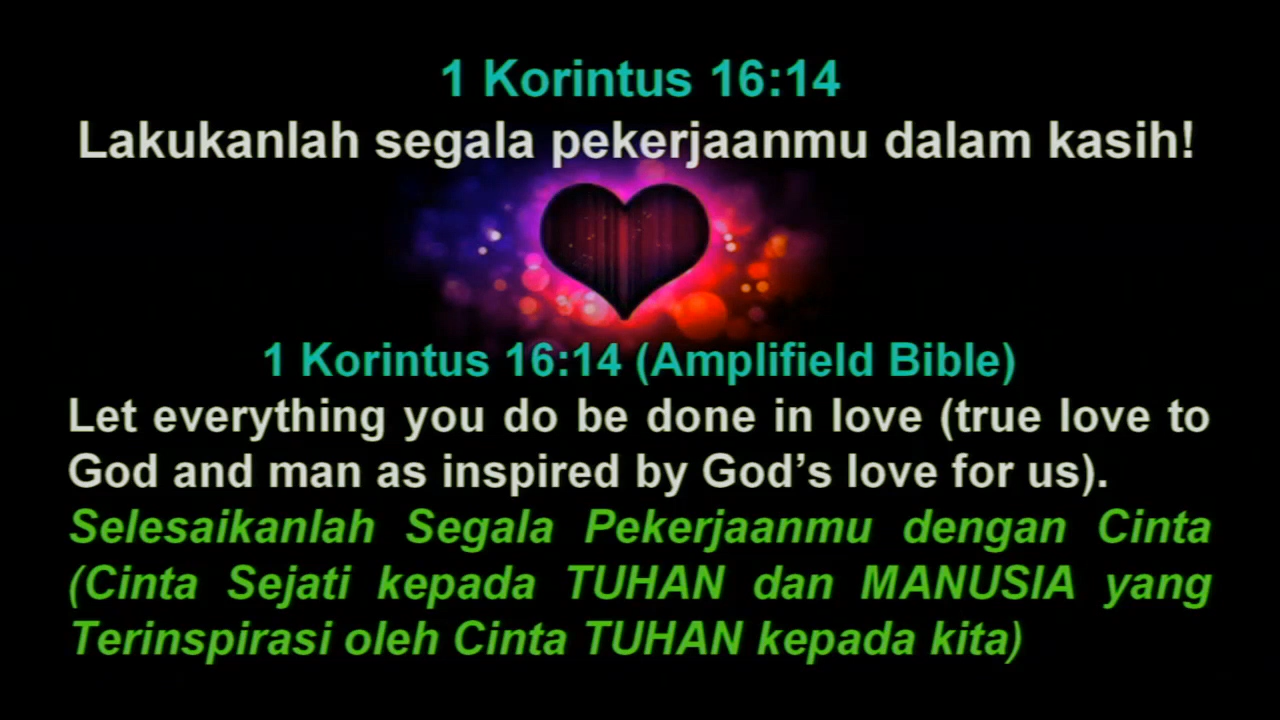 1 Korintus 16:14
Lakukanlah segala pekerjaanmu dalam kasih!
1 Korintus 16:14 (Amplifield Bible)
Let everything you do be done in love (true love to
God and man as inspired by God’s love for us).
Selesaikanlah Segala Pekerjaanmu dengan Cinta
(Cinta Sejati kepada TUHAN dan MANUSIA yang
Terinspirasi oleh Cinta TUHAN kepada kita)